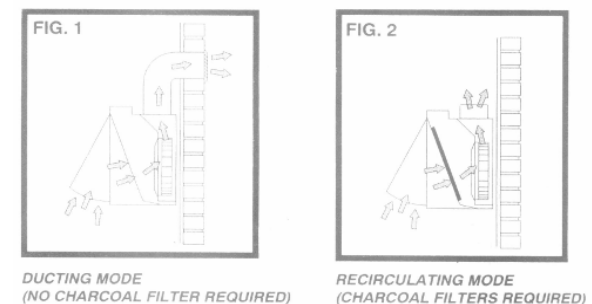 FIG. 1
FIG. 2
DUCTING MODE
(NO CHARCOAL FILTER REQUIRED)
RECIRCULATING MODE
(CHARCOAL FILTERS REQUIRED)